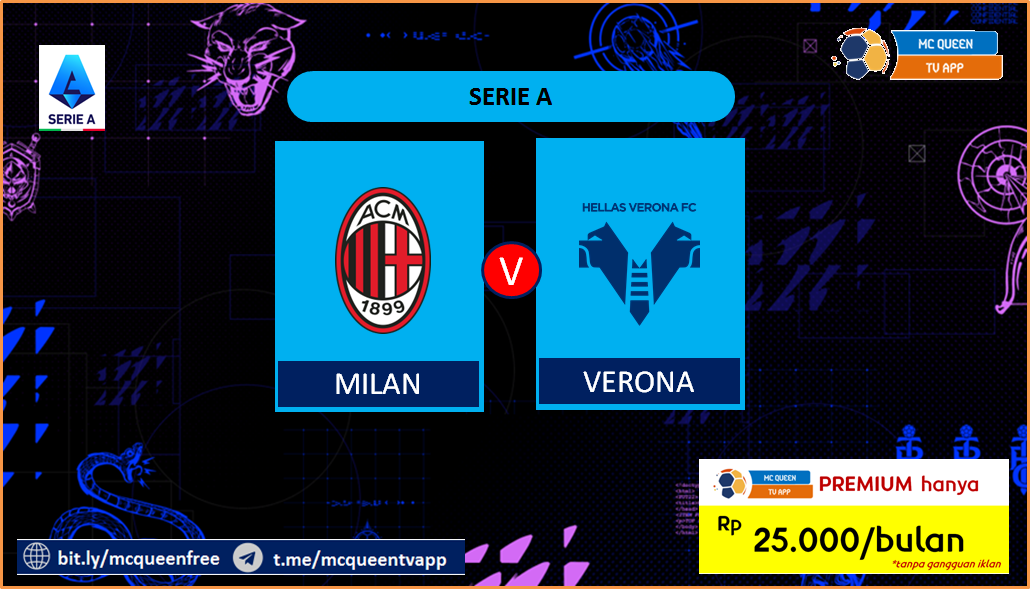 MC QUEEN
TV APP
SERIE A
SERIE A
ACM
1899
HELLAS VERONA FC
V
MILAN
VERONA
MC QUEEN
TV APP
PREMIUM hanya
Rp 25.000/bulan
*tanpa gangguan iklan
bit.ly/mcqueenfree
t.me/mcqueentvapp